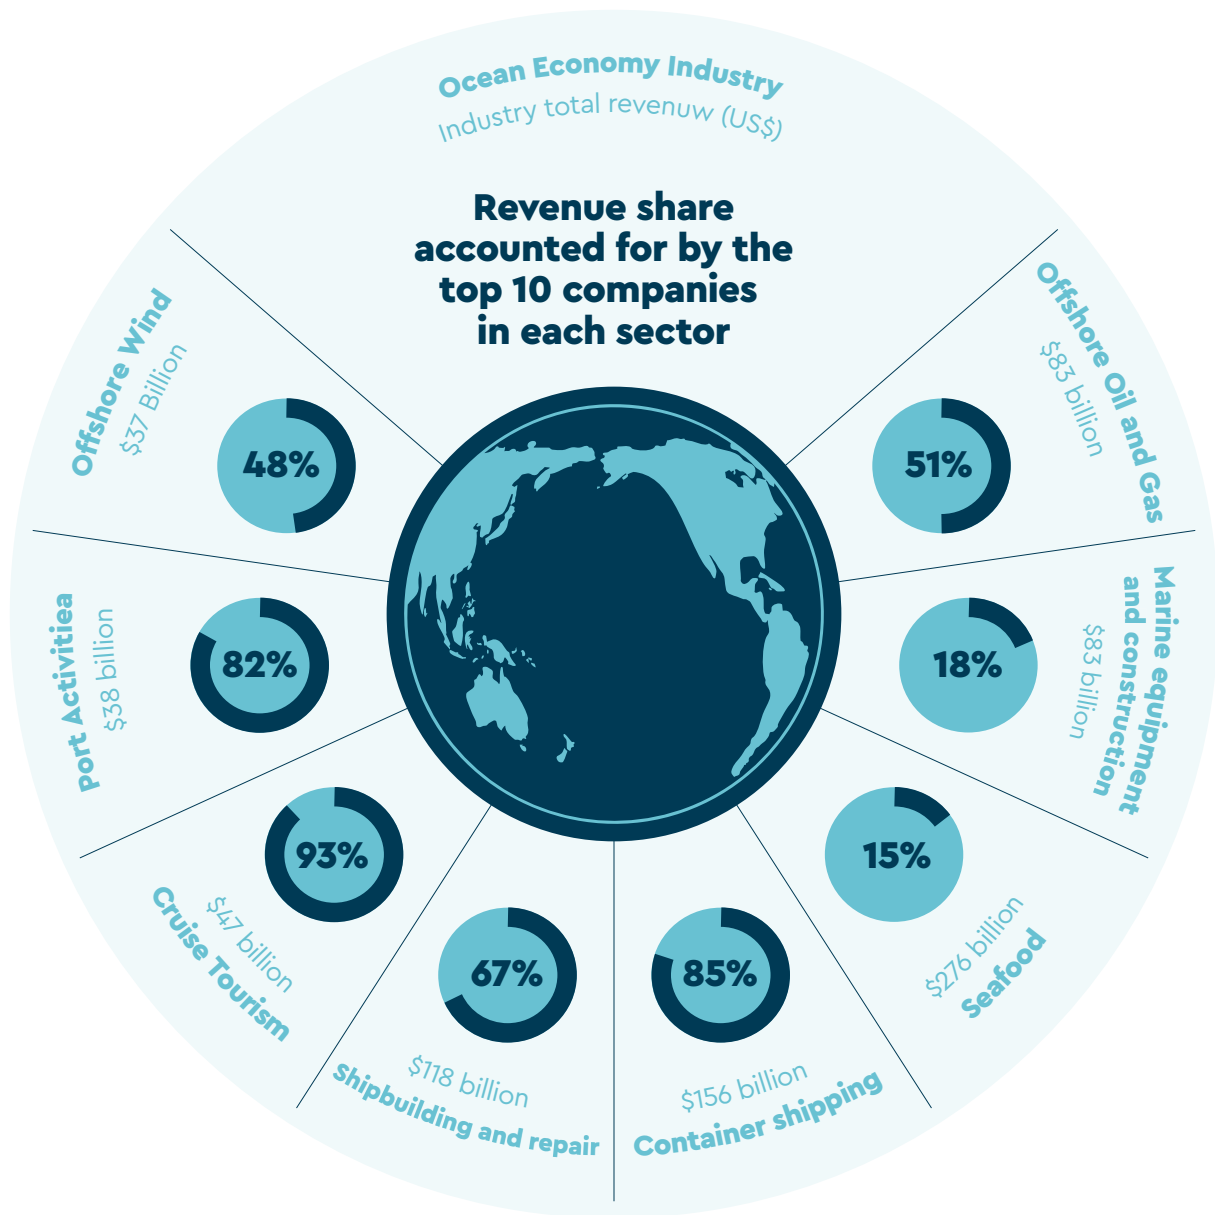 Ocean Economy Industry
Industry total revenuw (US$)
Revenue share
accounted for by the
top 10 companies
in each sector
Offshore Oil and Gas
$83 billion
51%
Marine equipment
and construction
$83 billion
18%
15%
$276 billion
Seafood
85%
$156 billion
Container shipping
67%
$118 billion
Shipbuilding and repair
93%
$47 billion
Cruise Tourism
Port Activitiea
$38 billion
82%
Offshore Wind
$37 Billion
48%